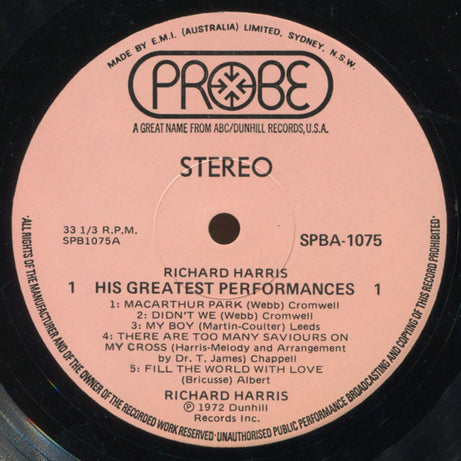 MADE BY E.M.I. (AUSTRALIA) LIMITED. SYDNEY, N.S.W.
PROBE
A GREAT NAME FROM ABC/DUNHILL RECORDS, U.S.A.
STEREO
33 1/3 R.P.M.
SPB1075A
SPBA-1075
RICHARD HARRIS
1 HIS GREATEST PERFORMANCES 1
1: MACARTHUR PARK (Webb) Cromwell
2: DIDN'T WE (Webb) Cromwell
3: MY BOY (Martin-Coulter) Leeds
4: THERE ARE TOO MANY SAVIOURS ON
MY CROSS (Harris-Melody and Arrangement
by Dr. T. James) Chappell
5: FILL THE WORLD WITH LOVE
(Bricusse) Albert
RICHARD HARRIS
Ⓟ 1972 Dunhill
Records Inc.
·ALL RIGHTS OF THE MANUFACTURER AND OF THE OWNER OF THE RECORDED WORK RESERVED·UNAUTHORISED PUBLIC PERFORMANCE BROADCASTING AND COPYING OF THIS RECORD PROHIBITED·